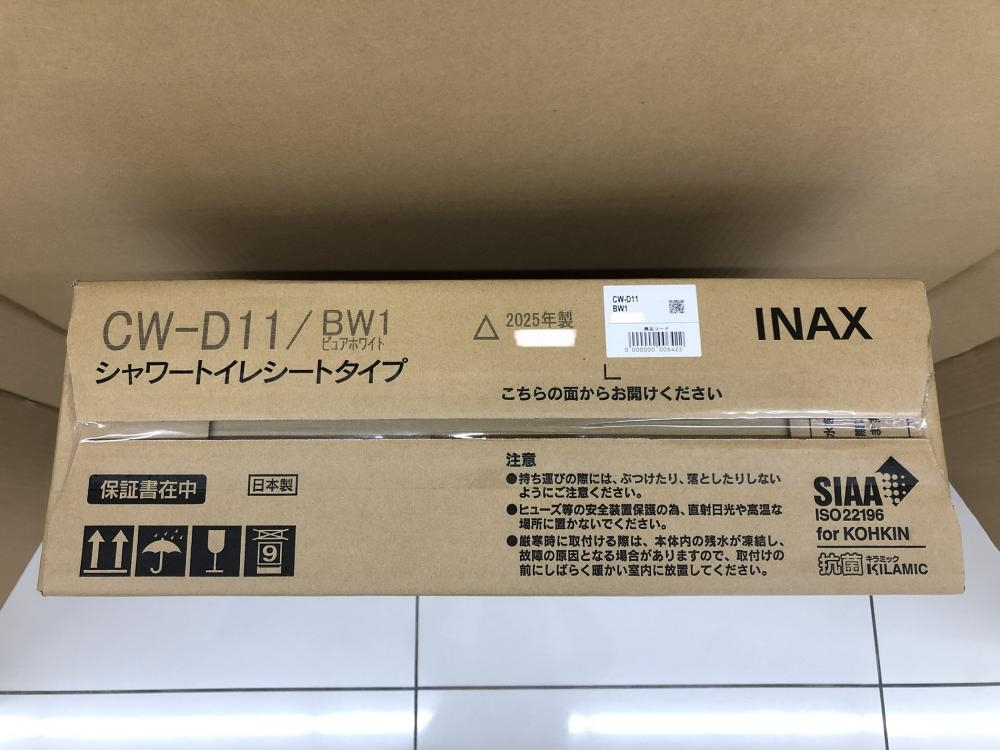 CW-D11/BW1
ピュアホワイト
シャワートイレシートタイプ
△ 2025年製
CW-D11
BW1
商品コード
0 000000 006422
INAX
こちらの面からお開けください
保証書在中
日本製
9
注意
●持ち運びの際には、ぶつけたり、落としたりしない
ようにご注意ください。
●ヒューズ等の安全装置保護の為、直射日光や高温な
場所に置かないでください。
●厳寒時に取付ける際は、本体内の残水が凍結し、
故障の原因となる場合がありますので、取付けの
前にしばらく暖かい室内に放置してください。
SIAA
ISO22196
for KOHKIN
抗菌 キラミック
KILAMIC